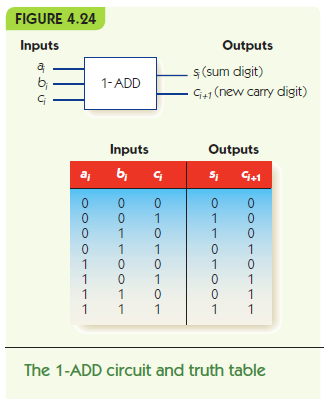 FIGURE 4.24
Inputs Outputs
aᵢ
bᵢ
cᵢ
1-ADD
sᵢ (sum digit)
cᵢ₊₁ (new carry digit)
Inputs Outputs
aᵢ bᵢ cᵢ sᵢ cᵢ₊₁
0 0 0 0 0
0 0 1 1 0
0 1 0 1 0
0 1 1 0 1
1 0 0 1 0
1 0 1 0 1
1 1 0 0 1
1 1 1 1 1
The 1-ADD circuit and truth table